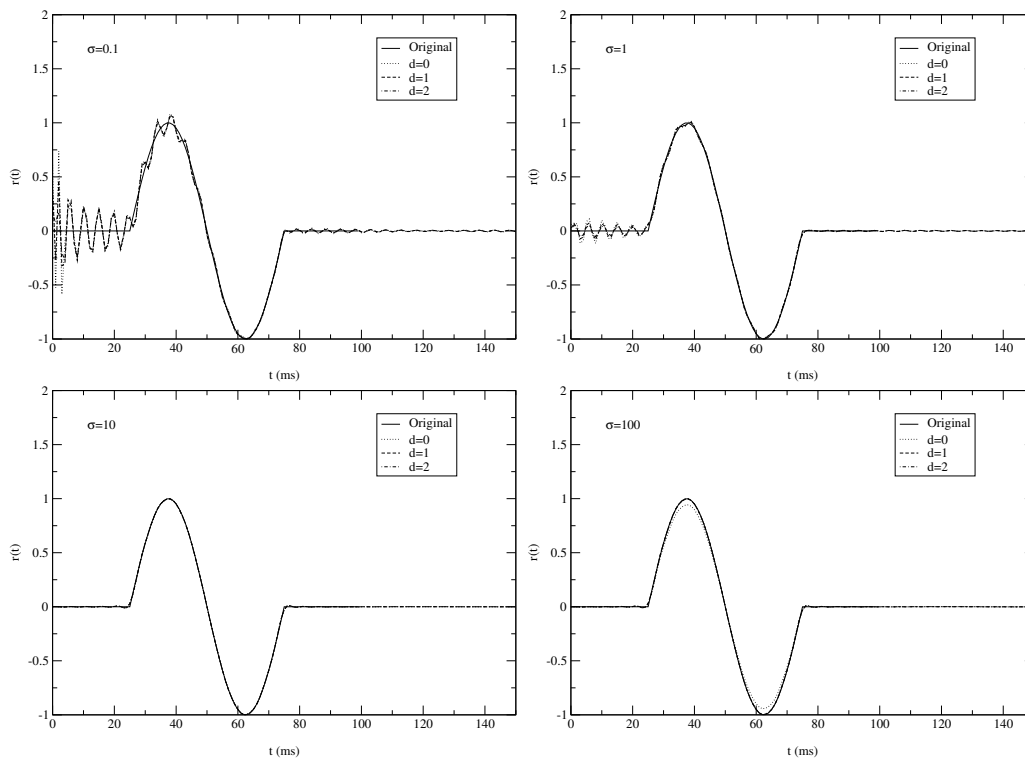 2
1.5
1
0.5
0
-0.5
-1
r(t)
σ=0.1
Original
d=0
d=1
d=2
0 20 40 60 80 100 120 140
t (ms)
2
1.5
1
0.5
0
-0.5
-1
r(t)
σ=1
Original
d=0
d=1
d=2
0 20 40 60 80 100 120 140
t (ms)
2
1.5
1
0.5
0
-0.5
-1
r(t)
σ=10
Original
d=0
d=1
d=2
0 20 40 60 80 100 120 140
t (ms)
2
1.5
1
0.5
0
-0.5
-1
r(t)
σ=100
Original
d=0
d=1
d=2
0 20 40 60 80 100 120 140
t (ms)